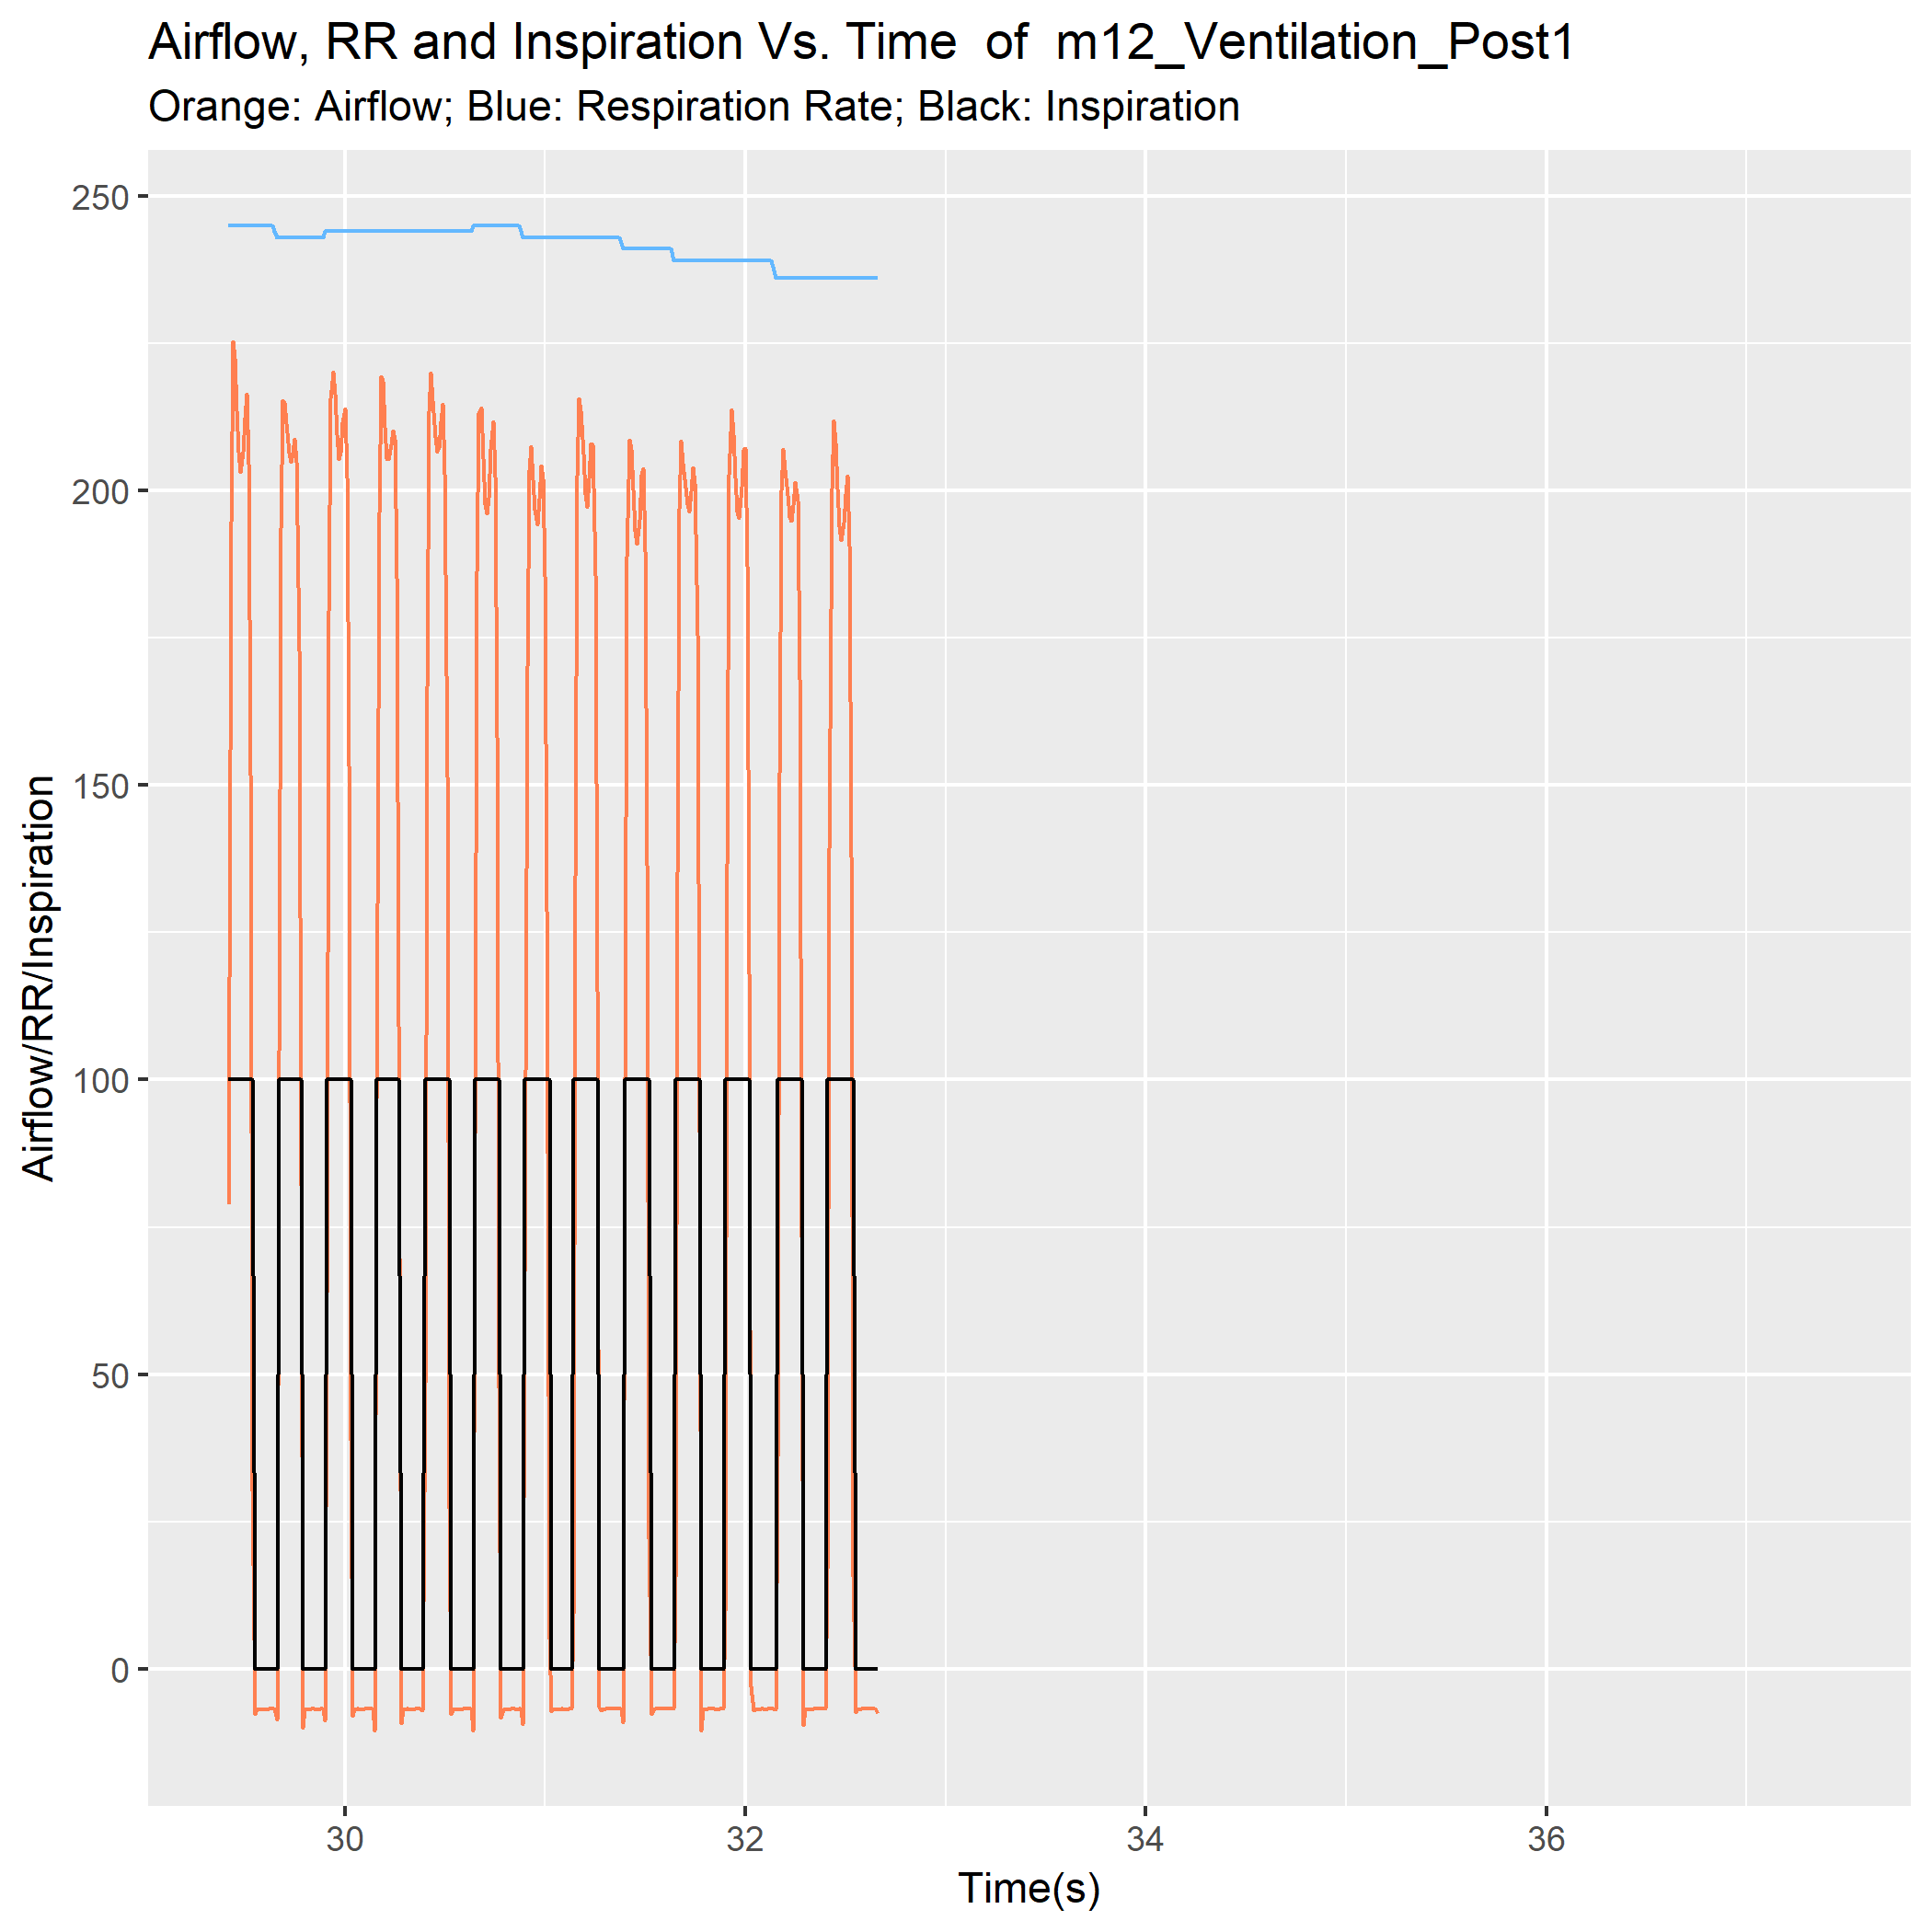 Airflow, RR and Inspiration Vs. Time  of  m12_Ventilation_Post1
Orange: Airflow; Blue: Respiration Rate; Black: Inspiration
250
200
150
100
50
0
Airflow/RR/Inspiration
30 32 34 36
Time(s)